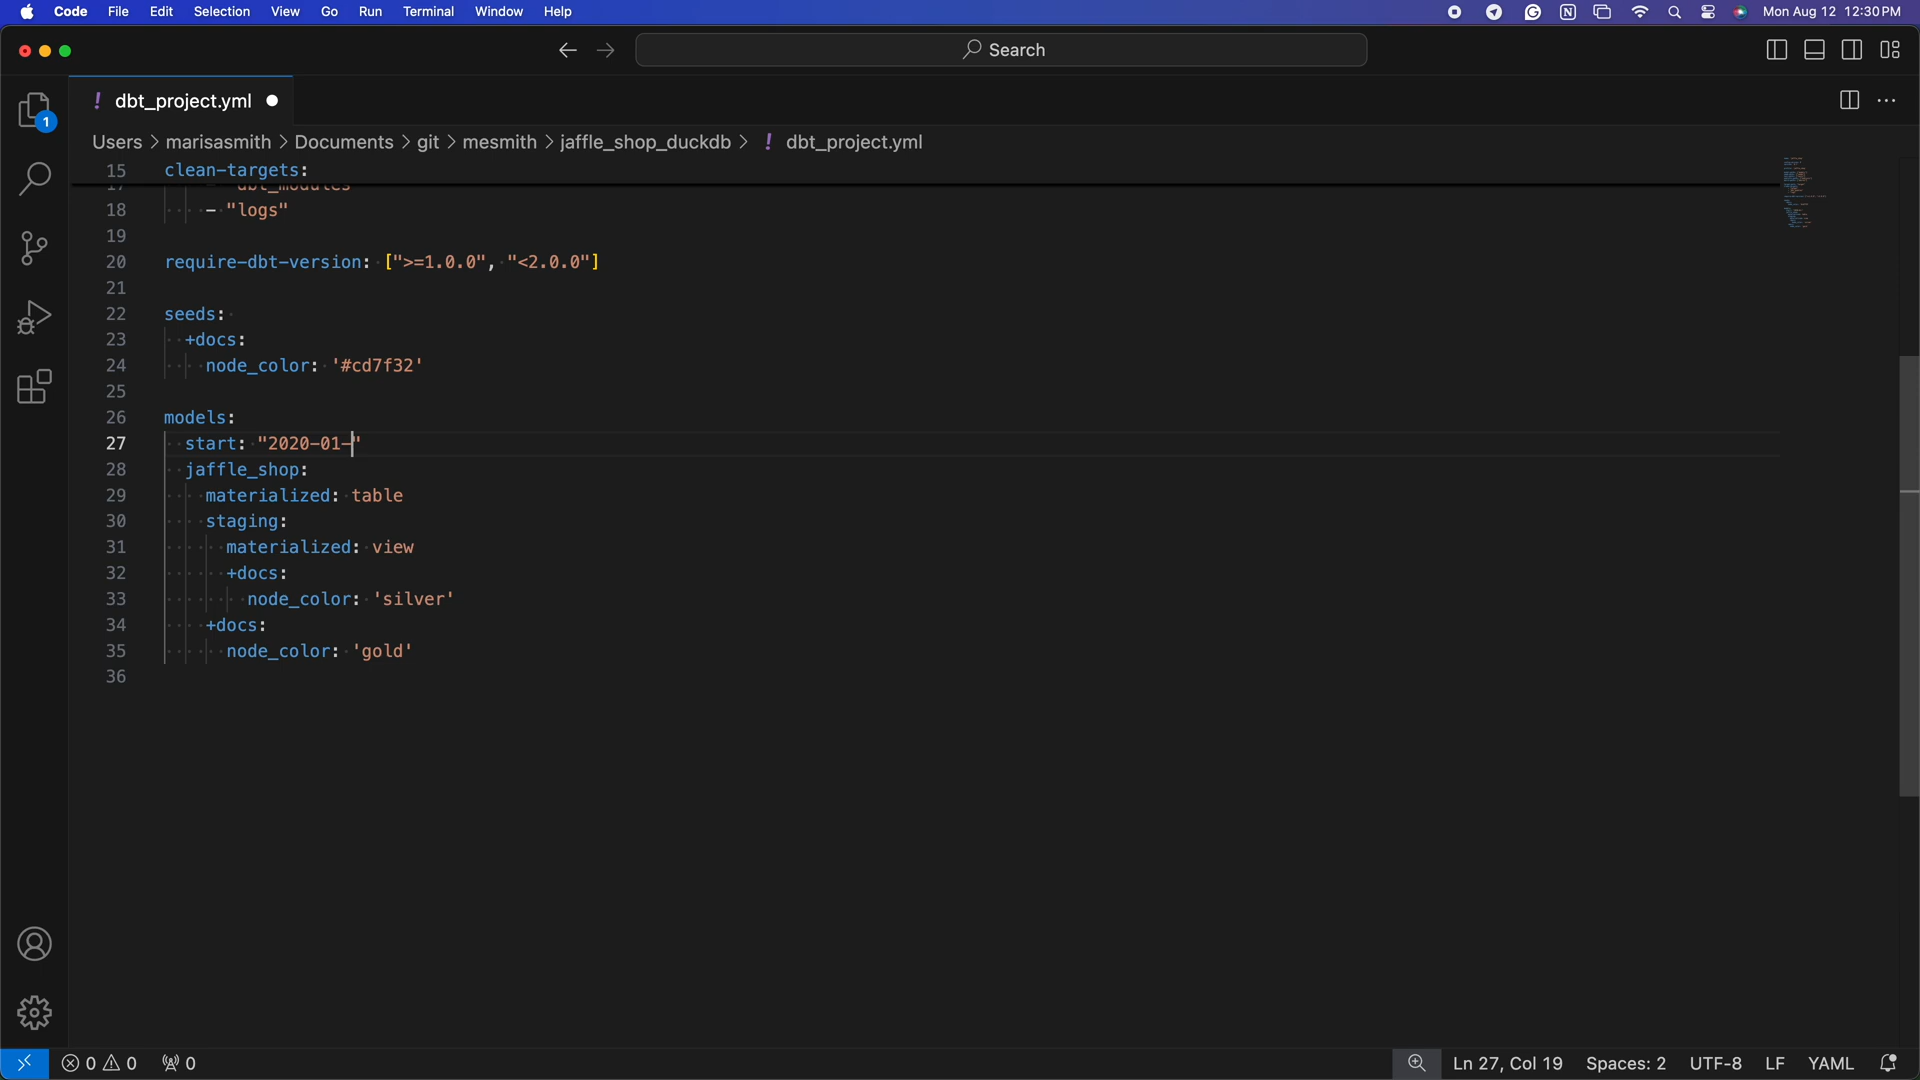 Code File Edit Selection View Go Run Terminal Window Help Mon Aug 12 12:30 PM
Search
! dbt_project.yml
Users > marisasmith > Documents > git > mesmith > jaffle_shop_duckdb > ! dbt_project.yml
15 clean-targets:
18 - "logs"
19
20 require-dbt-version: [">=1.0.0", "<2.0.0"]
21
22 seeds:
23 +docs:
24 node_color: '#cd7f32'
25
26 models:
27 start: "2020-01-"
28 jaffle_shop:
29 materialized: table
30 staging:
31 materialized: view
32 +docs:
33 node_color: 'silver'
34 +docs:
35 node_color: 'gold'
36
1
0 0 0 Ln 27, Col 19 Spaces: 2 UTF-8 LF YAML